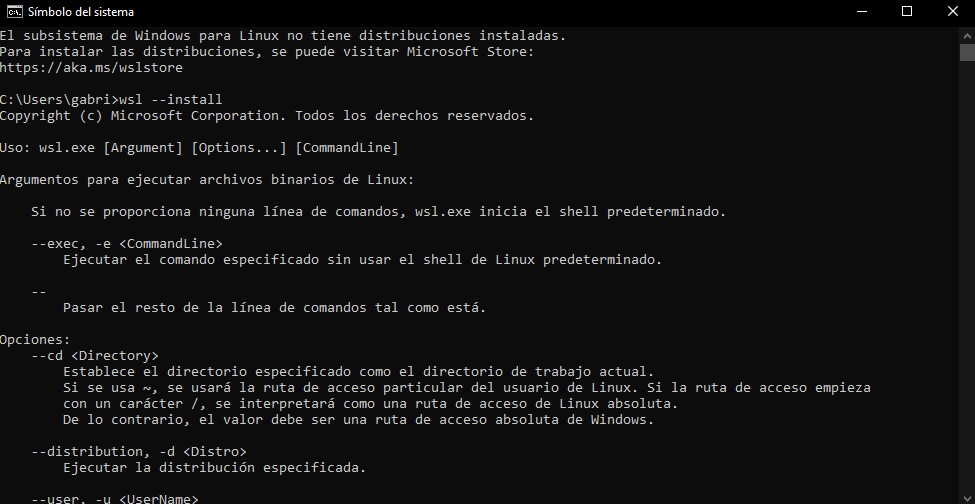 Símbolo del sistema
El subsistema de Windows para Linux no tiene distribuciones instaladas.
Para instalar las distribuciones, se puede visitar Microsoft Store:
https://aka.ms/wslstore
C:\Users\gabri>wsl --install
Copyright (c) Microsoft Corporation. Todos los derechos reservados.
Uso: wsl.exe [Argument] [Options...] [CommandLine]
Argumentos para ejecutar archivos binarios de Linux:
Si no se proporciona ninguna línea de comandos, wsl.exe inicia el shell predeterminado.
--exec, -e <CommandLine>
Ejecutar el comando especificado sin usar el shell de Linux predeterminado.
--
Pasar el resto de la línea de comandos tal como está.
Opciones:
--cd <Directory>
Establece el directorio especificado como el directorio de trabajo actual.
Si se usa ~, se usará la ruta de acceso particular del usuario de Linux. Si la ruta de acceso empieza
con un carácter /, se interpretará como una ruta de acceso de Linux absoluta.
De lo contrario, el valor debe ser una ruta de acceso absoluta de Windows.
--distribution, -d <Distro>
Ejecutar la distribución especificada.
--user, -u <UserName>